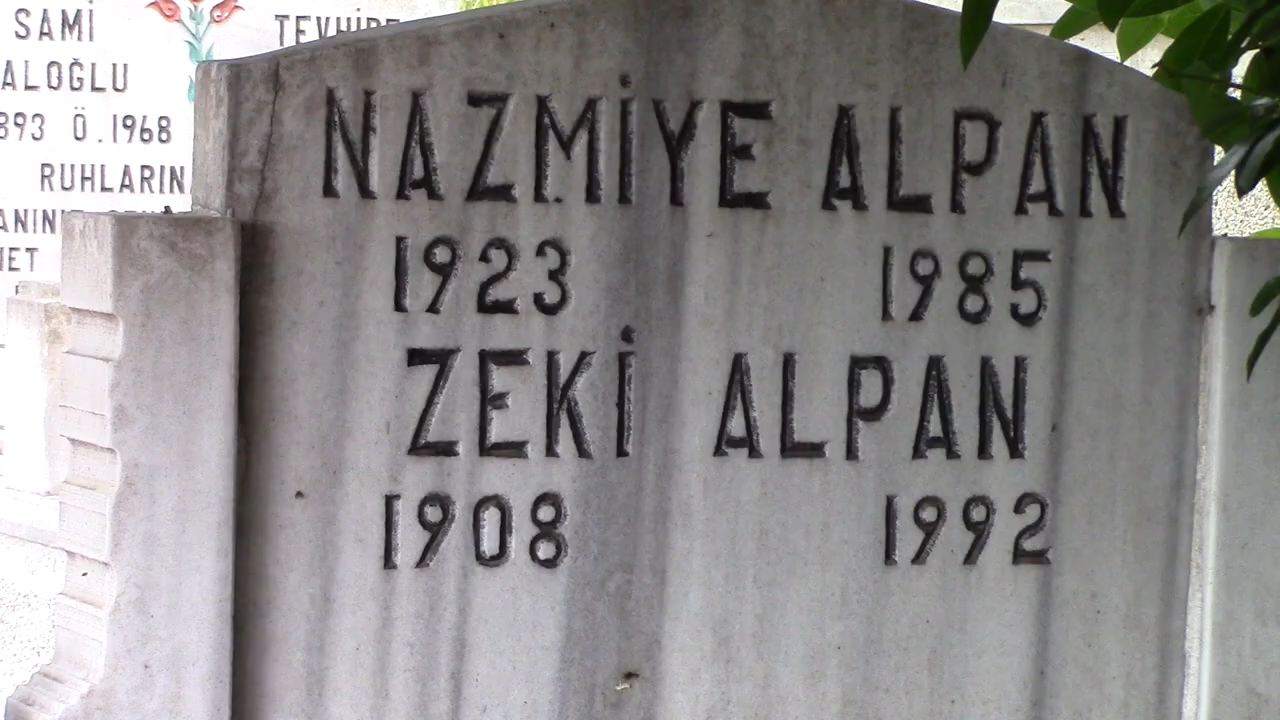 SAMİ
ALOĞLU
893 Ö.1968
RUHLARIN
NAZMİYE ALPAN
1923 1985
ZEKİ ALPAN
1908 1992